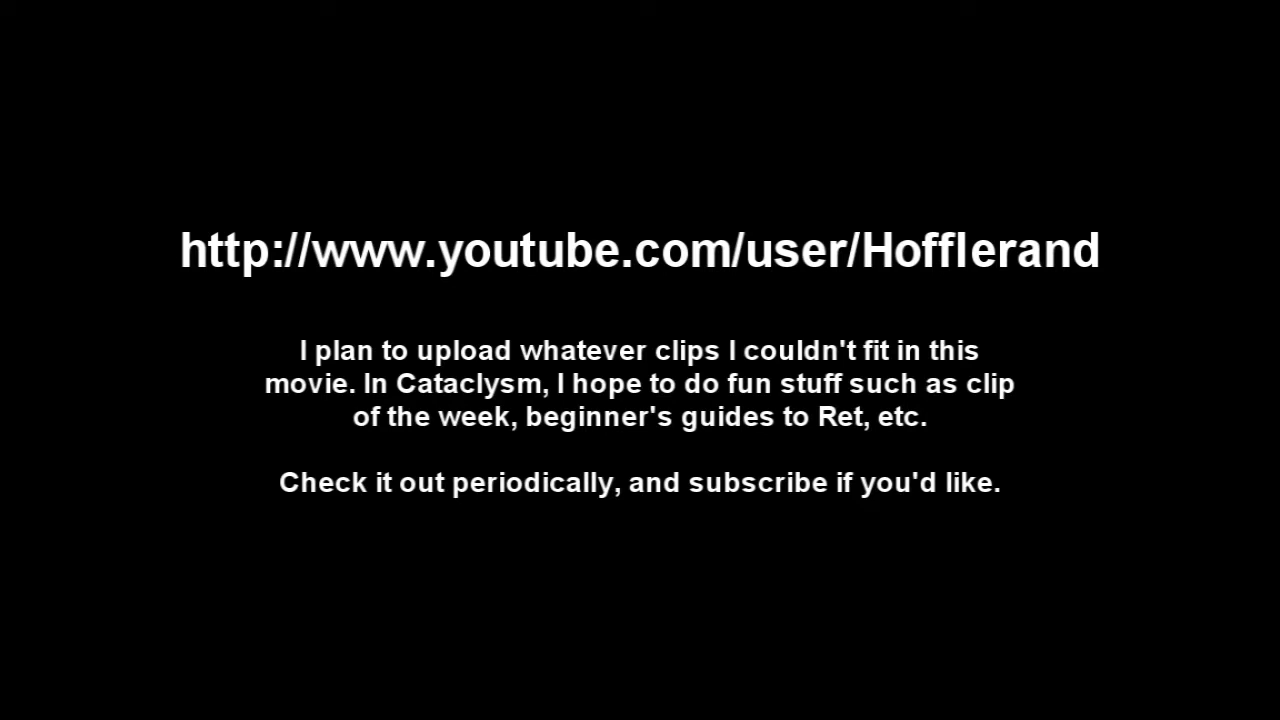 http://www.youtube.com/user/Hofflerand
I plan to upload whatever clips I couldn't fit in this
movie. In Cataclysm, I hope to do fun stuff such as clip
of the week, beginner's guides to Ret, etc.
Check it out periodically, and subscribe if you'd like.